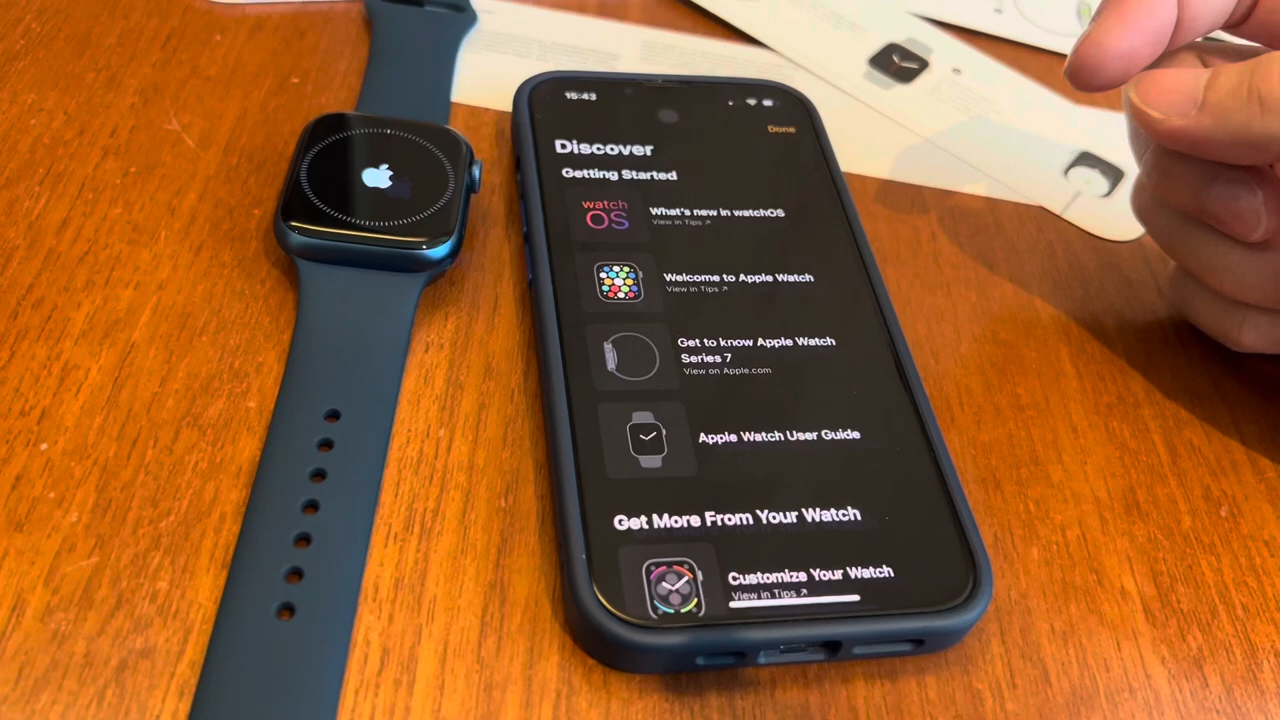 15:43
Done
Discover
Getting Started
watch
OS
What's new in watchOS
View in Tips ↗
Welcome to Apple Watch
View in Tips ↗
Get to know Apple Watch
Series 7
View on Apple.com
Apple Watch User Guide
Get More From Your Watch
Customize Your Watch
View in Tips ↗